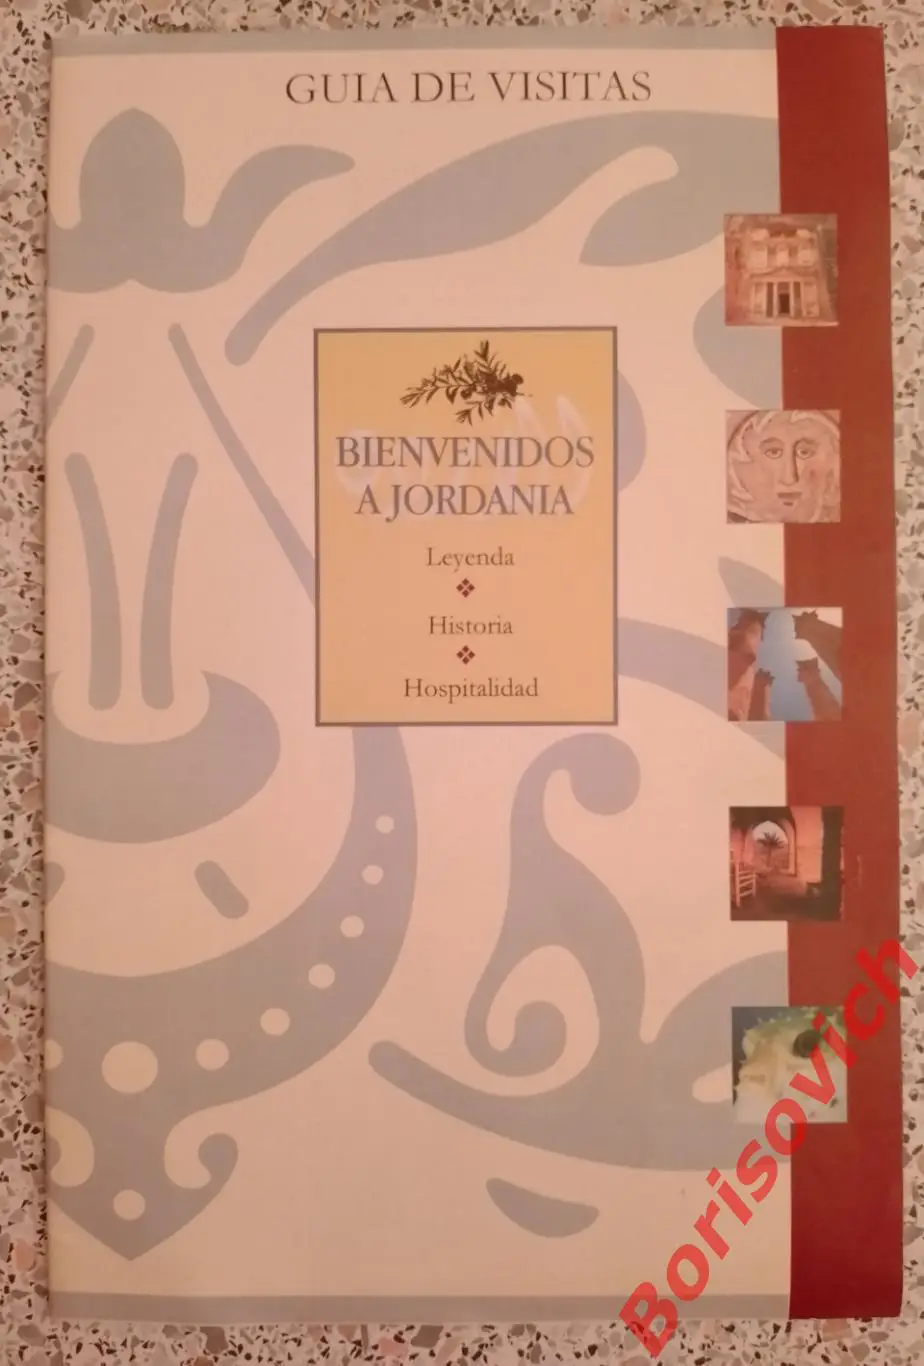 GUIA DE VISITAS
BIENVENIDOS
A JORDANIA
Leyenda
Historia
Hospitalidad
Borisovich